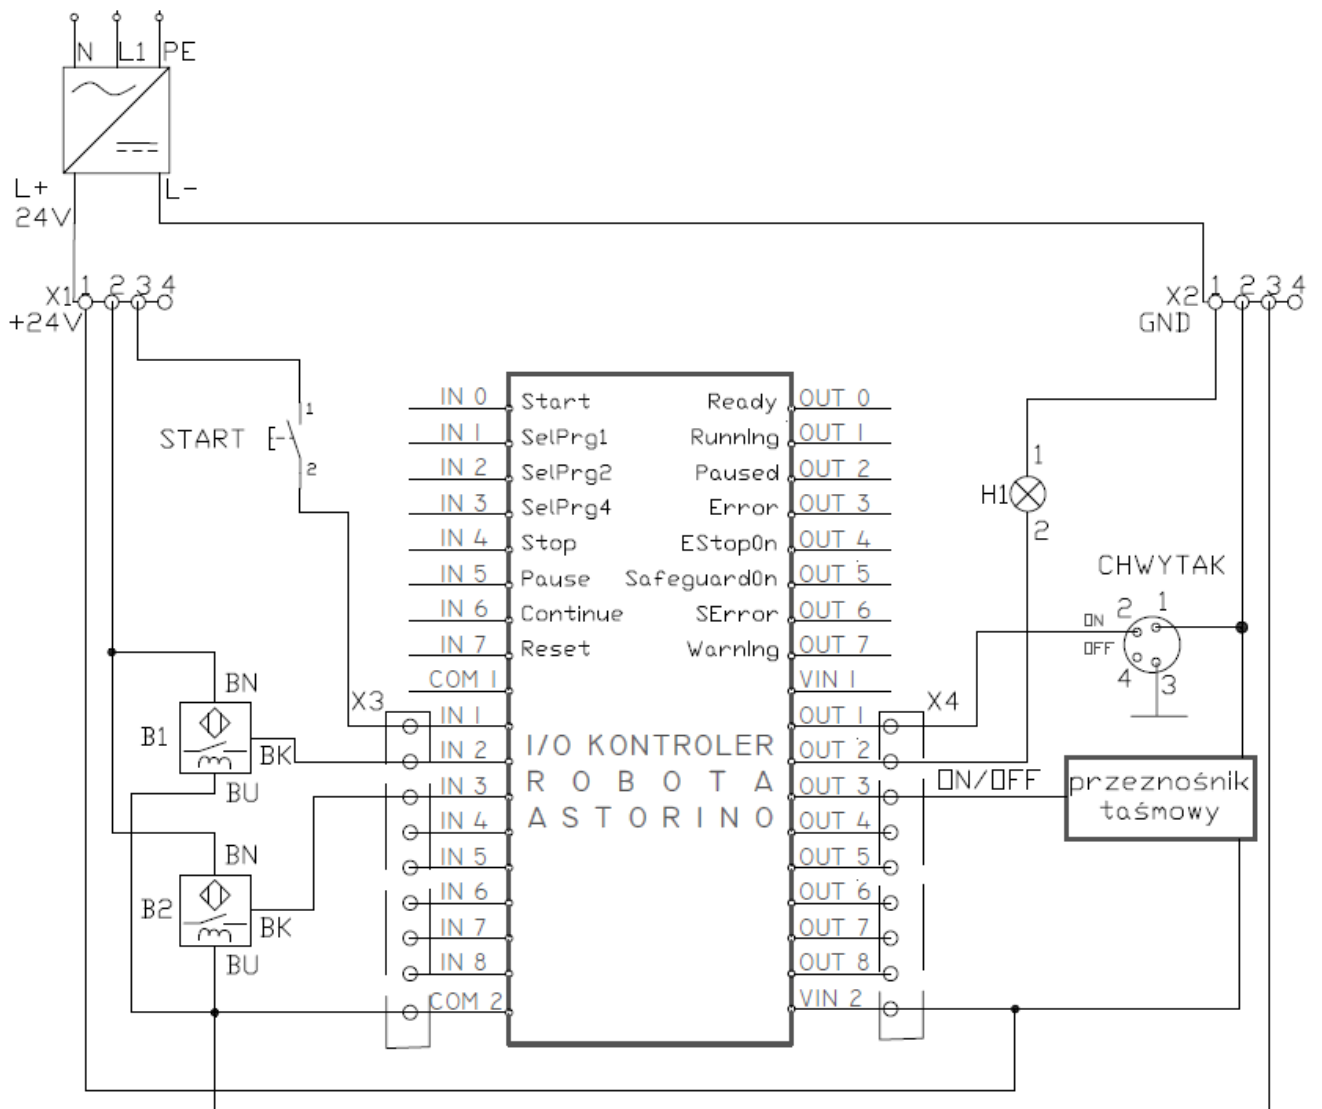 N L1 PE
L+ L-
24V
X1 1 2 3 4
+24V
X2 1 2 3 4
GND
START 1
2
IN 0 Start Ready OUT 0
IN 1 SelPrg1 Running OUT 1
IN 2 SelPrg2 Paused OUT 2
IN 3 SelPrg4 Error OUT 3
IN 4 Stop EStopOn OUT 4
IN 5 Pause SafeguardOn OUT 5
IN 6 Continue SError OUT 6
IN 7 Reset Warning OUT 7
COM 1 VIN 1
X3 X4
IN 1 OUT 1
IN 2 OUT 2
IN 3 OUT 3
IN 4 OUT 4
IN 5 OUT 5
IN 6 OUT 6
IN 7 OUT 7
IN 8 OUT 8
COM 2 VIN 2
I/O KONTROLER
ROBOTA
ASTORINO
1
H1
2
CHWYTAK
ON 2 1
OFF 4 3
ON/OFF
przeznośnik
taśmowy
BN
B1
BK
BU
BN
B2
BK
BU